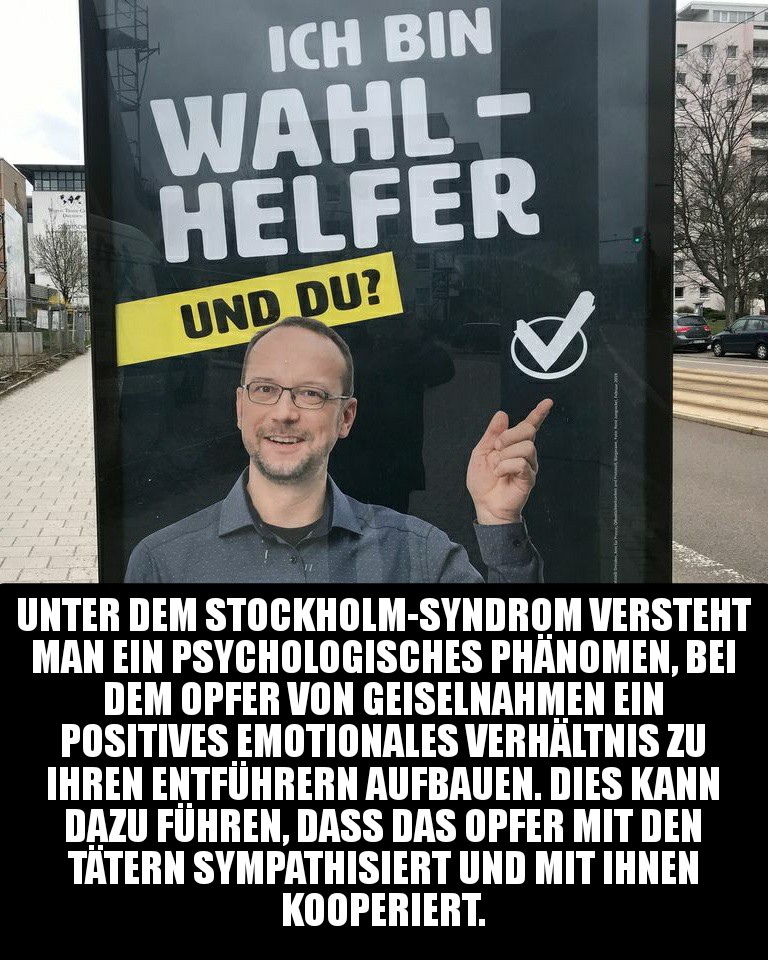 ICH BIN
WAHL-
HELFER
UND DU?
UNTER DEM STOCKHOLM-SYNDROM VERSTEHT
MAN EIN PSYCHOLOGISCHES PHÄNOMEN, BEI
DEM OPFER VON GEISELNAHMEN EIN
POSITIVES EMOTIONALES VERHÄLTNIS ZU
IHREN ENTFÜHRERN AUFBAUEN. DIES KANN
DAZU FÜHREN, DASS DAS OPFER MIT DEN
TÄTERN SYMPATHISIERT UND MIT IHNEN
KOOPERIERT.